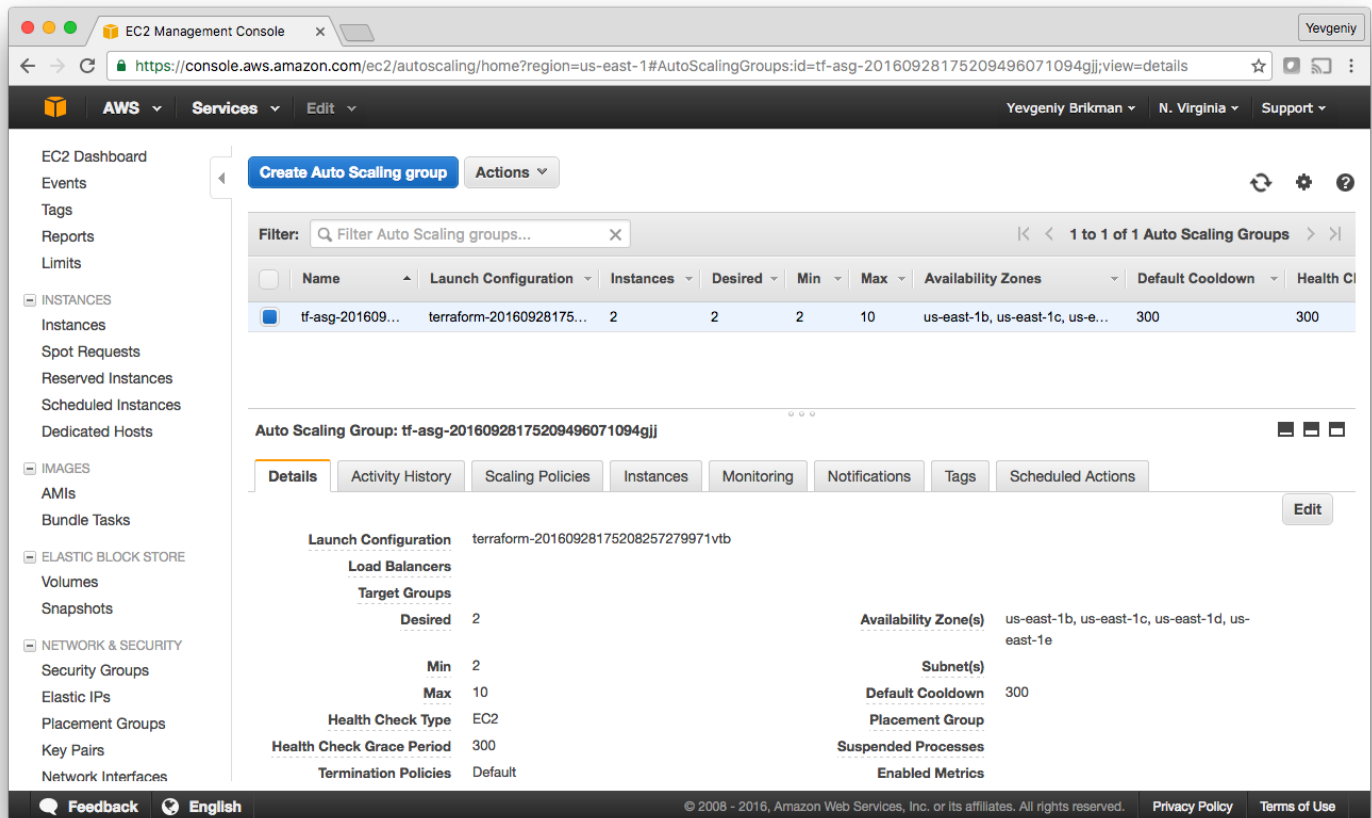 EC2 Management Console
Yevgeniy
https://console.aws.amazon.com/ec2/autoscaling/home?region=us-east-1#AutoScalingGroups:id=tf-asg-20160928175209496071094gjj;view=details
AWS Services Edit Yevgeniy Brikman N. Virginia Support
EC2 Dashboard
Events
Tags
Reports
Limits
INSTANCES
Instances
Spot Requests
Reserved Instances
Scheduled Instances
Dedicated Hosts
IMAGES
AMIs
Bundle Tasks
ELASTIC BLOCK STORE
Volumes
Snapshots
NETWORK & SECURITY
Security Groups
Elastic IPs
Placement Groups
Key Pairs
Network Interfaces
Create Auto Scaling group Actions
Filter: Filter Auto Scaling groups... 1 to 1 of 1 Auto Scaling Groups
Name Launch Configuration Instances Desired Min Max Availability Zones Default Cooldown Health Cl
tf-asg-201609... terraform-20160928175... 2 2 2 10 us-east-1b, us-east-1c, us-e... 300 300
Auto Scaling Group: tf-asg-20160928175209496071094gjj
Details Activity History Scaling Policies Instances Monitoring Notifications Tags Scheduled Actions
Edit
Launch Configuration terraform-20160928175208257279971vtb
Load Balancers
Target Groups
Desired 2 Availability Zone(s) us-east-1b, us-east-1c, us-east-1d, us-
east-1e
Min 2 Subnet(s)
Max 10 Default Cooldown 300
Health Check Type EC2 Placement Group
Health Check Grace Period 300 Suspended Processes
Termination Policies Default Enabled Metrics
Feedback English © 2008 - 2016, Amazon Web Services, Inc. or its affiliates. All rights reserved. Privacy Policy Terms of Use